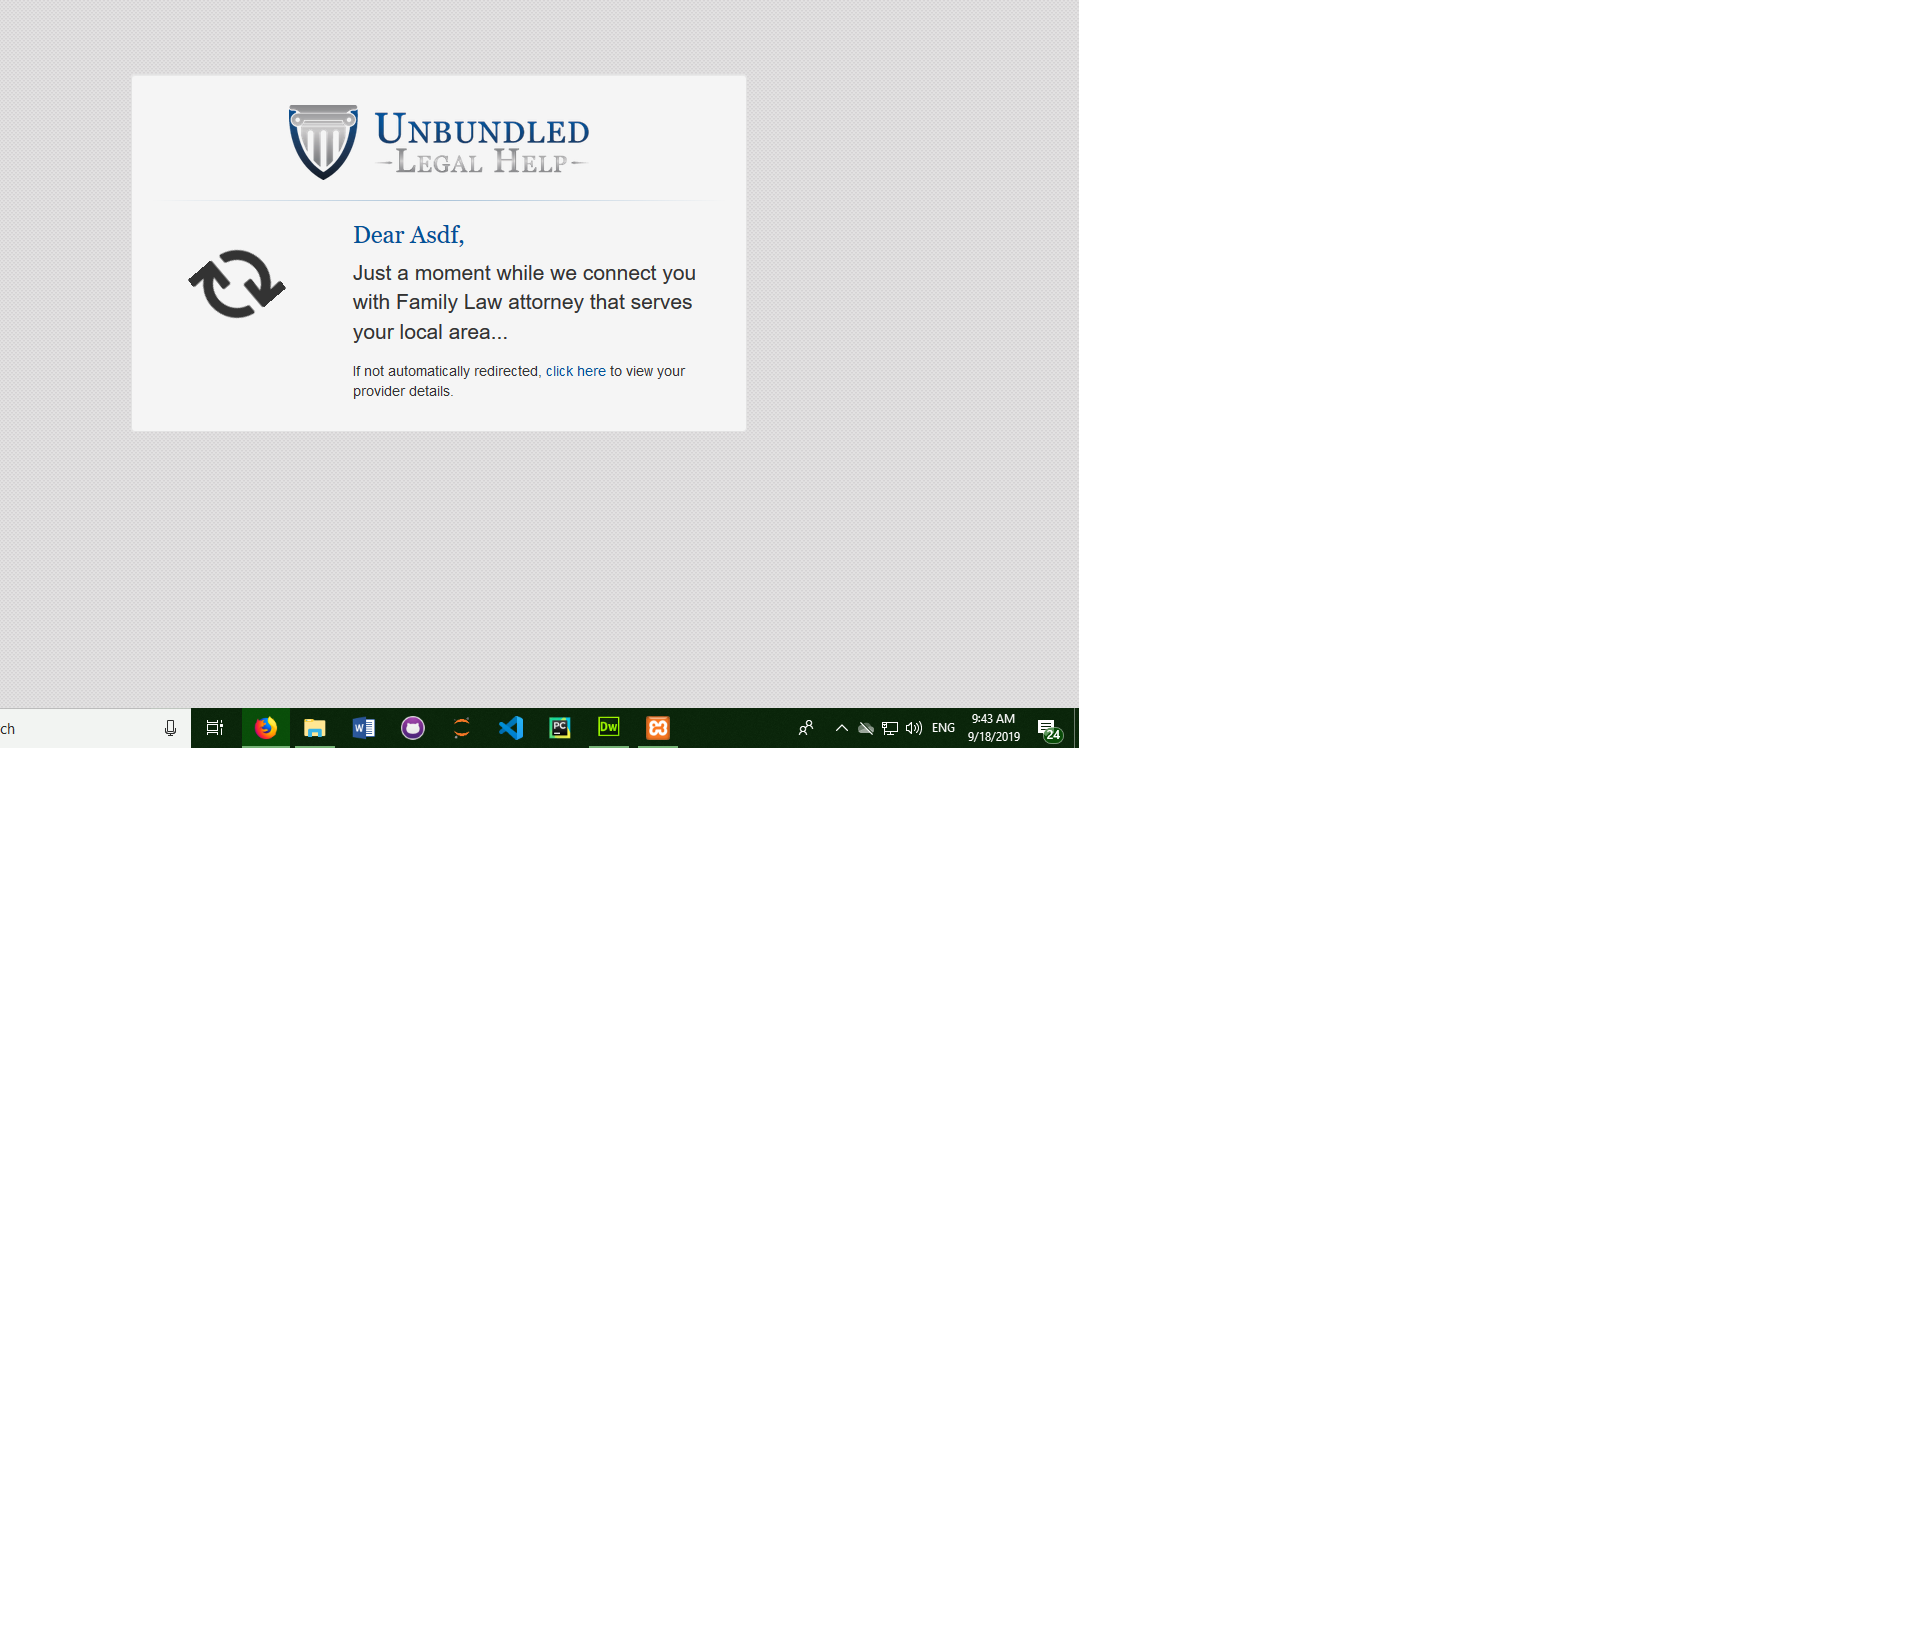 UNBUNDLED
LEGAL HELP
Dear Asdf,
Just a moment while we connect you
with Family Law attorney that serves
your local area...
If not automatically redirected, click here to view your
provider details.
ch
W
PC
Dw
ENG
9:43 AM
9/18/2019
24